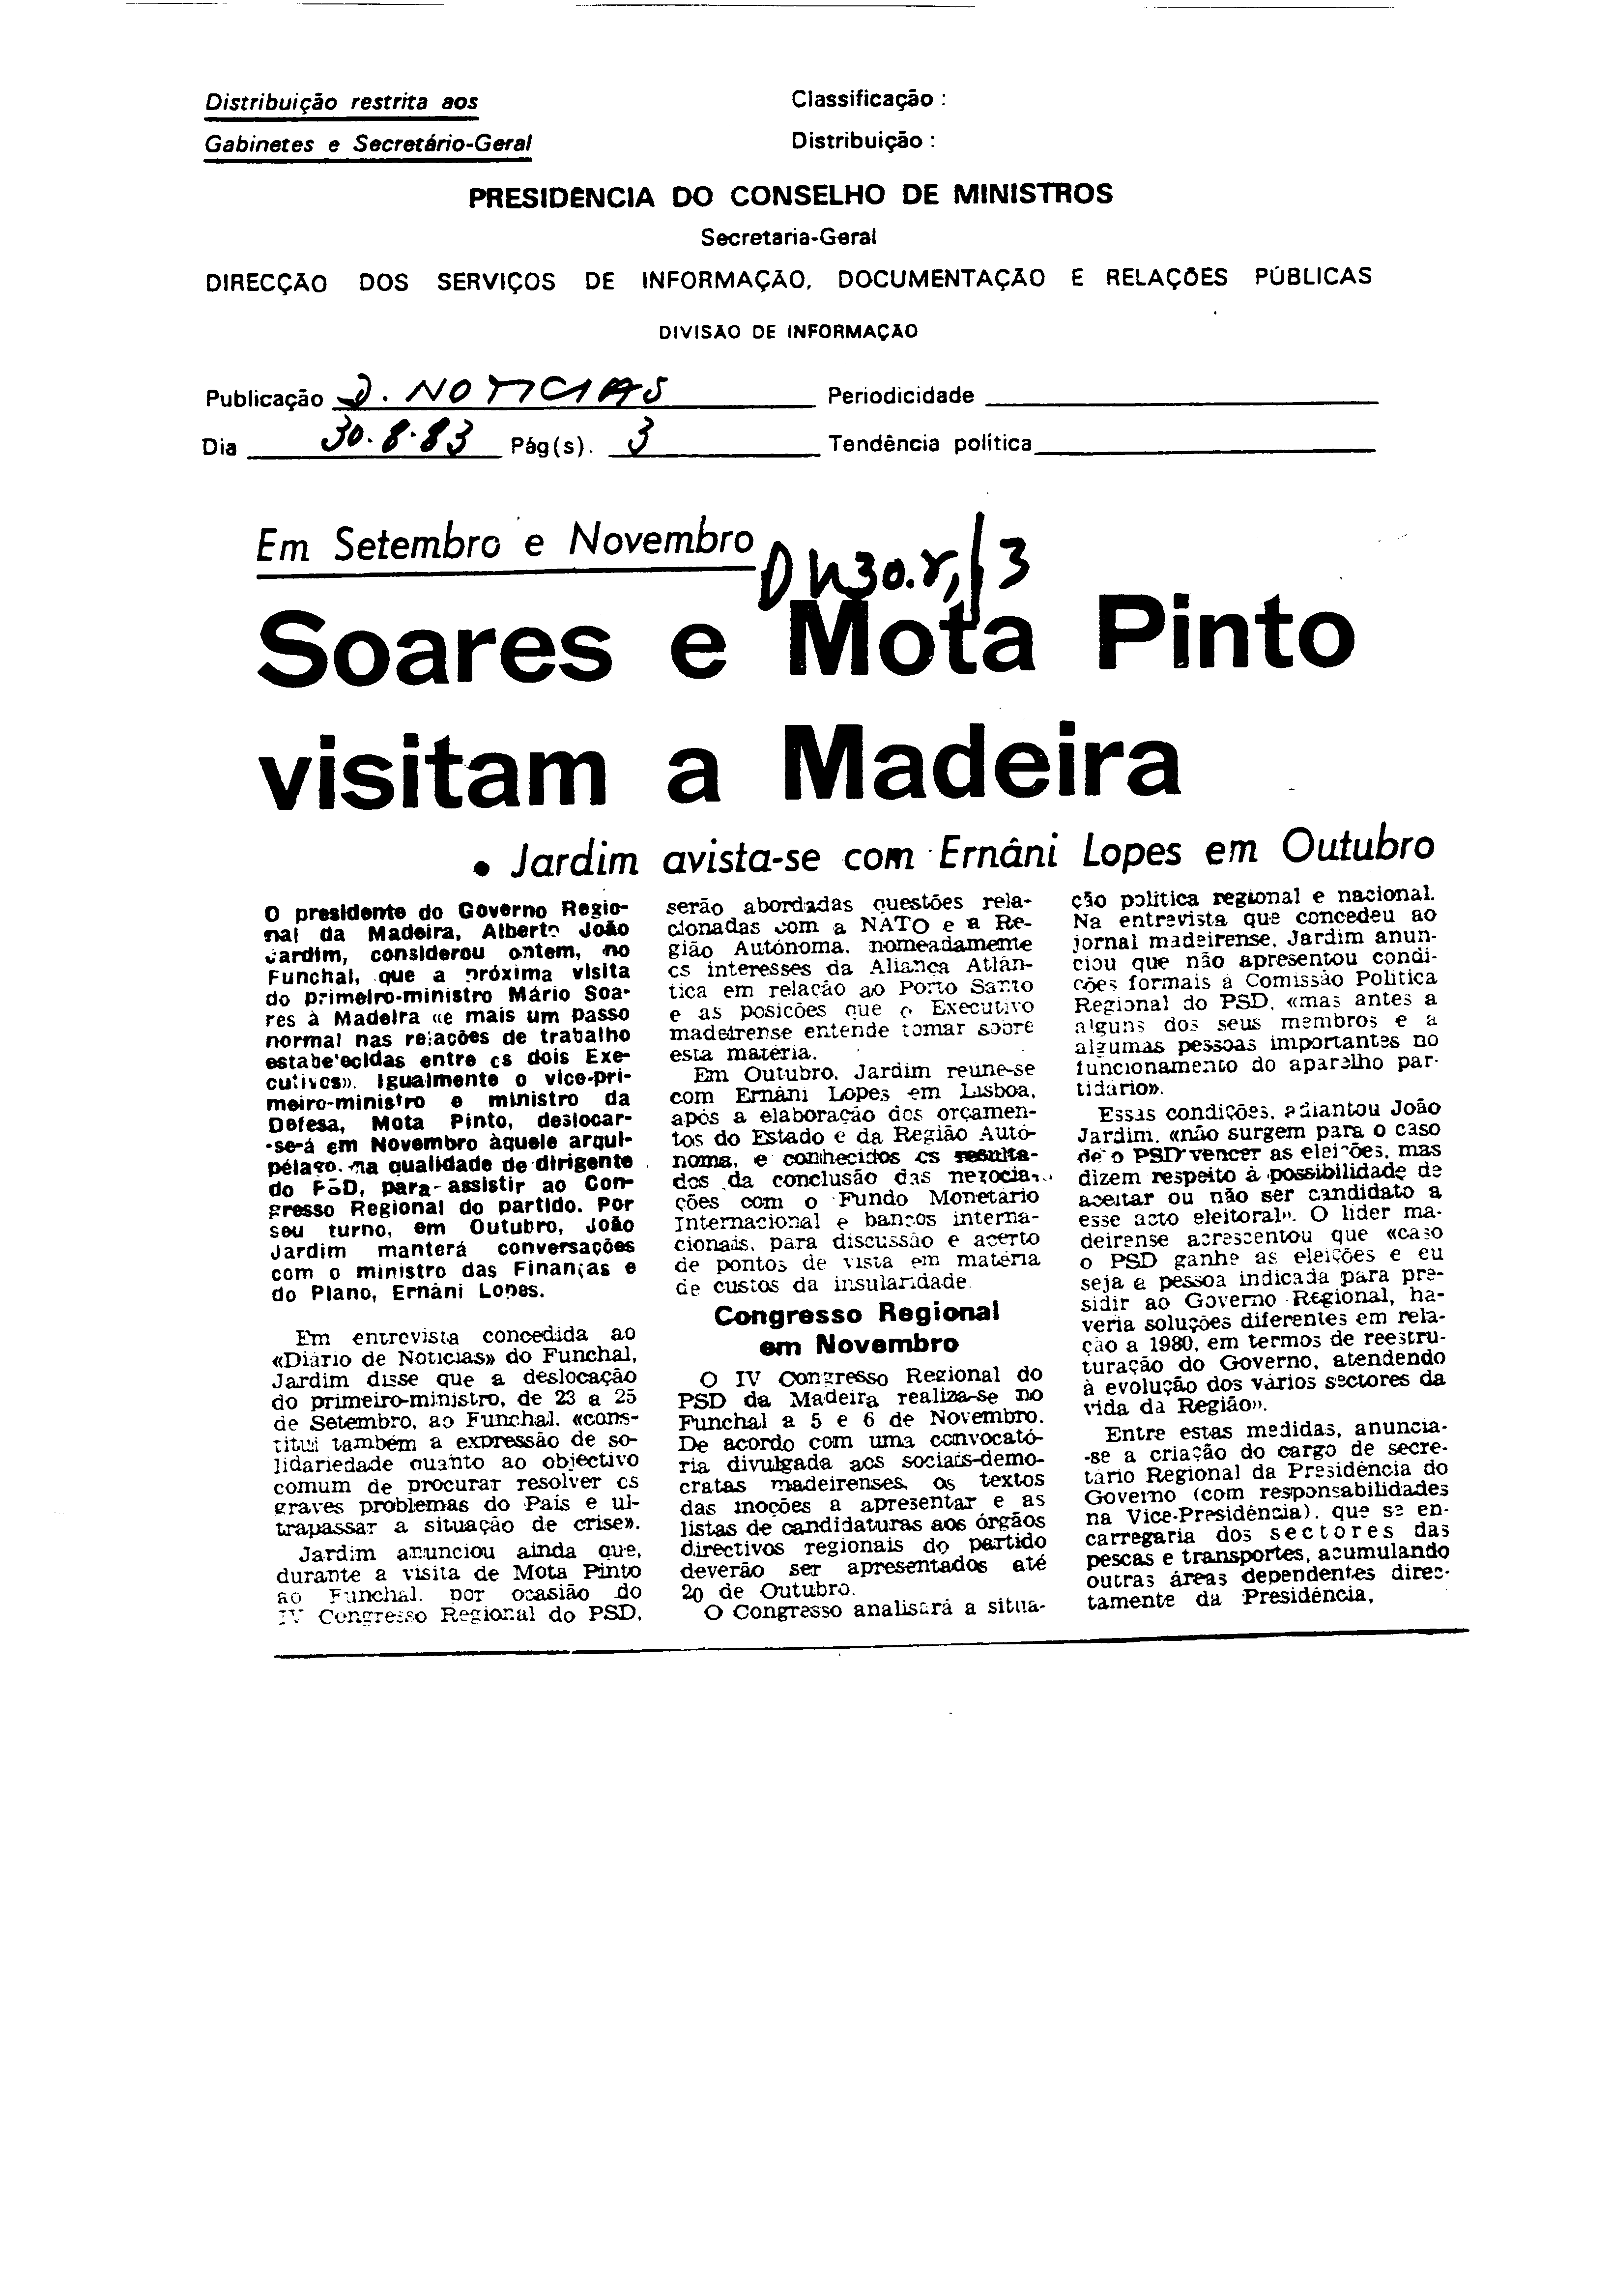 Distribuição restrita aos
Gabinetes e Secretário-Geral
Classificação :
Distribuição :
PRESIDÊNCIA DO CONSELHO DE MINISTROS
Secretaria-Geral
DIRECÇÃO DOS SERVIÇOS DE INFORMAÇÃO, DOCUMENTAÇÃO E RELAÇÕES PÚBLICAS
DIVISÃO DE INFORMAÇÃO
Publicação D. NOTICIAS Periodicidade
Dia 30.8.83 Pág(s). 3 Tendência política
Em Setembro e Novembro
Soares e Mota Pinto
visitam a Madeira
• Jardim avista-se com Ernâni Lopes em Outubro
O presidente do Governo Regio-
nal da Madeira, Alberto João
Jardim, considerou ontem, no
Funchal, que a próxima visita
do primeiro-ministro Mário Soa-
res à Madeira «é mais um passo
normal nas relações de trabalho
estabelecidas entre os dois Exe-
cutivos». Igualmente o vice-pri-
meiro-ministro e ministro da
Defesa, Mota Pinto, deslocar-
-se-á em Novembro àquele arqui-
pélago, na qualidade de dirigente
do PSD, para assistir ao Con-
gresso Regional do partido. Por
seu turno, em Outubro, João
Jardim manterá conversações
com o ministro das Finanças e
do Plano, Ernâni Lopes.
Em entrevista concedida ao
«Diário de Notícias» do Funchal,
Jardim disse que a deslocação
do primeiro-ministro, de 23 a 25
de Setembro, ao Funchal, «cons-
titui também a expressão de so-
lidariedade quanto ao objectivo
comum de procurar resolver os
graves problemas do País e ul-
trapassar a situação de crise».
Jardim anunciou ainda que,
durante a visita de Mota Pinto
ao Funchal, por ocasião do
IV Congresso Regional do PSD,
serão abordadas questões rela-
cionadas com a NATO e a Re-
gião Autónoma, nomeadamente
os interesses da Aliança Atlân-
tica em relação ao Porto Santo
e as posições que o Executivo
madeirense entende tomar sobre
esta matéria.
Em Outubro, Jardim reúne-se
com Ernâni Lopes em Lisboa,
após a elaboração dos orçamen-
tos do Estado e da Região Autó-
noma, e conhecidos os resulta-
dos da conclusão das negocia-
ções com o Fundo Monetário
Internacional e bancos interna-
cionais, para discussão e acerto
de pontos de vista em matéria
de custos da insularidade.
Congresso Regional
em Novembro
O IV Congresso Regional do
PSD da Madeira realiza-se no
Funchal a 5 e 6 de Novembro.
De acordo com uma convocató-
ria divulgada aos sociais-demo-
cratas madeirenses, os textos
das moções a apresentar e as
listas de candidaturas aos órgãos
directivos regionais do partido
deverão ser apresentados até
20 de Outubro.
O Congresso analisará a situa-
ção política regional e nacional.
Na entrevista que concedeu ao
jornal madeirense, Jardim anun-
ciou que não apresentou condi-
ções formais à Comissão Política
Regional do PSD, «mas antes a
alguns dos seus membros e a
algumas pessoas importantes no
funcionamento do aparelho par-
tidário».
Essas condições, adiantou João
Jardim, «não surgem para o caso
de o PSD vencer as eleições, mas
dizem respeito à possibilidade de
aceitar ou não ser candidato a
esse acto eleitoral». O líder ma-
deirense acrescentou que «caso
o PSD ganhe as eleições e eu
seja a pessoa indicada para pre-
sidir ao Governo Regional, ha-
veria soluções diferentes em rela-
ção a 1980, em termos de reestru-
turação do Governo, atendendo
à evolução dos vários sectores da
vida da Região».
Entre estas medidas, anuncia-
-se a criação do cargo de secre-
tário Regional da Presidência do
Governo (com responsabilidades
na Vice-Presidência), que se en-
carregaria dos sectores das
pescas e transportes, acumulando
outras áreas dependentes direc-
tamente da Presidência,